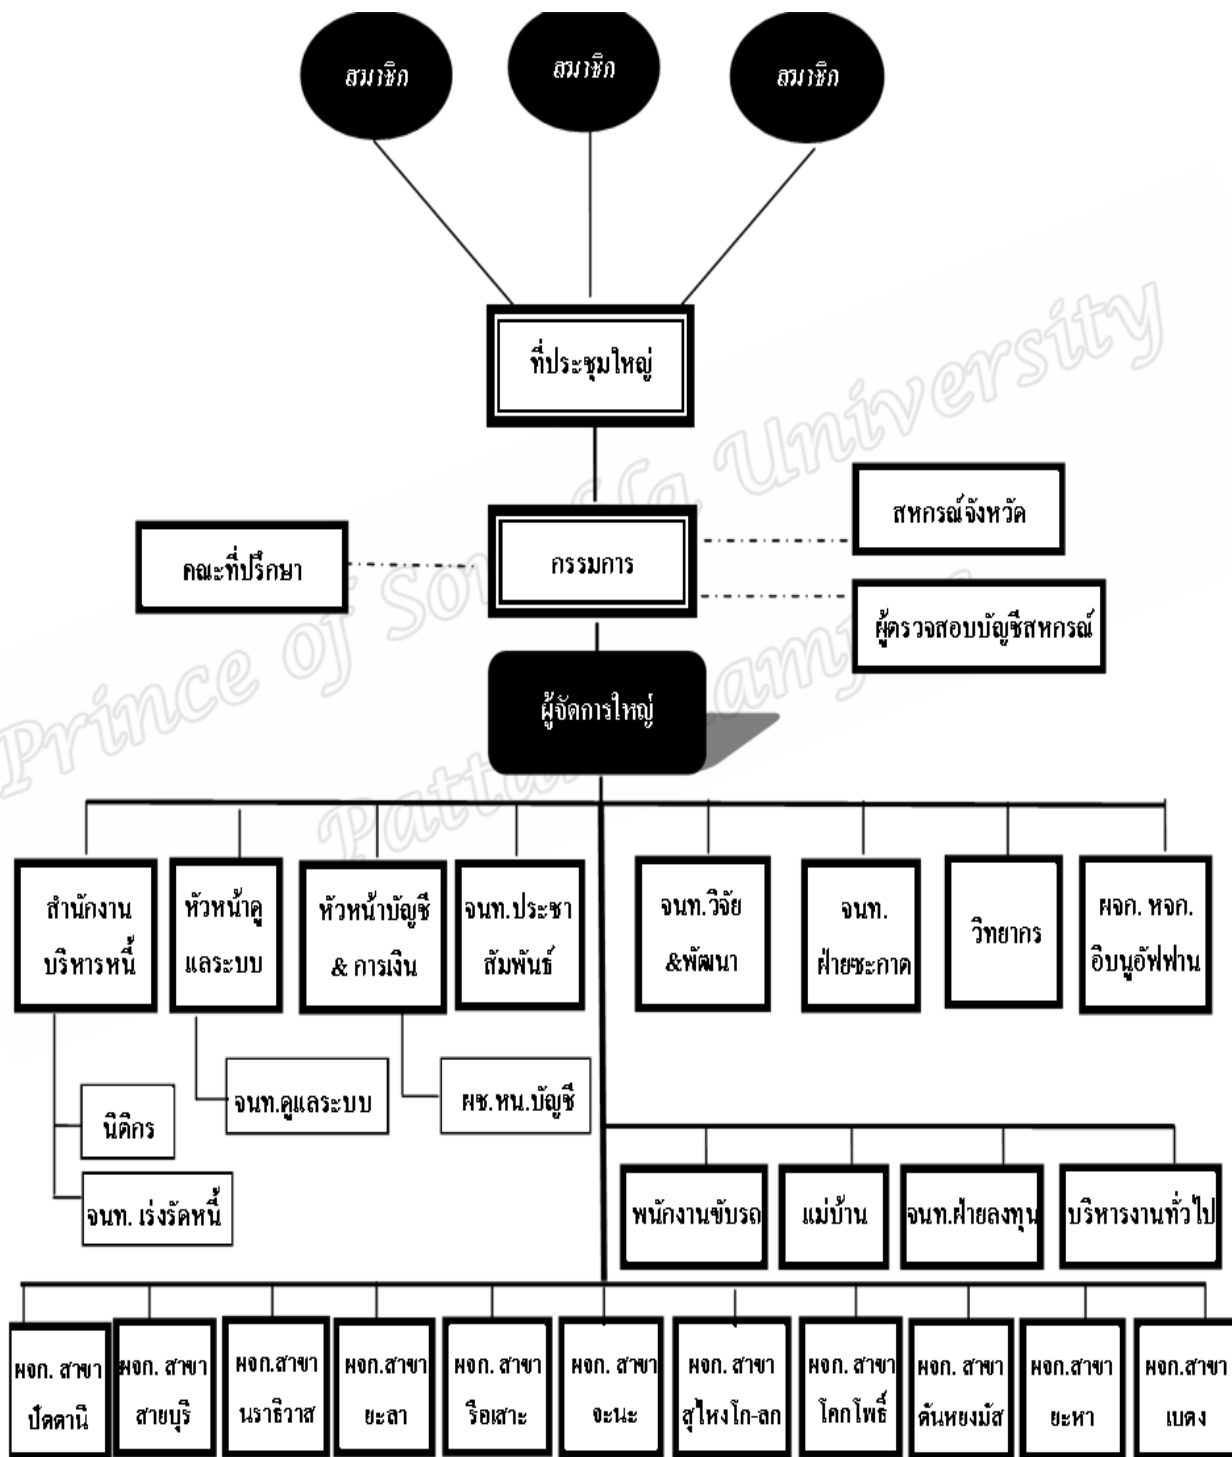 สมาชิก
สมาชิก
สมาชิก
ที่ประชุมใหญ่
สหกรณ์จังหวัด
คณะที่ปรึกษา
กรรมการ
ผู้ตรวจสอบบัญชีสหกรณ์
ผู้จัดการใหญ่
Prince of Songkla University
Pattani Campus
สำนักงาน
บริหารหนี้
หัวหน้าดู
แลระบบ
หัวหน้าบัญชี
& การเงิน
จนท.ประชา
สัมพันธ์
จนท.วิจัย
&พัฒนา
จนท.
ฝ่ายซะกาต
วิทยากร
ผจก. หจก.
อิบนูอัฟฟาน
นิติกร
จนท. เร่งรัดหนี้
จนท.ดูแลระบบ
ผช.หน.บัญชี
พนักงานขับรถ
แม่บ้าน
จนท.ฝ่ายลงทุน
บริหารงานทั่วไป
ผจก. สาขา
ปัตตานี
ผจก. สาขา
สายบุรี
ผจก.สาขา
นราธิวาส
ผจก.สาขา
ยะลา
ผจก. สาขา
รือเสาะ
ผจก. สาขา
จะนะ
ผจก. สาขา
สุไหงโก-ลก
ผจก. สาขา
โคกโพธิ์
ผจก. สาขา
ตันหยงมัส
ผจก. สาขา
ยะหา
ผจก.สาขา
เบตง